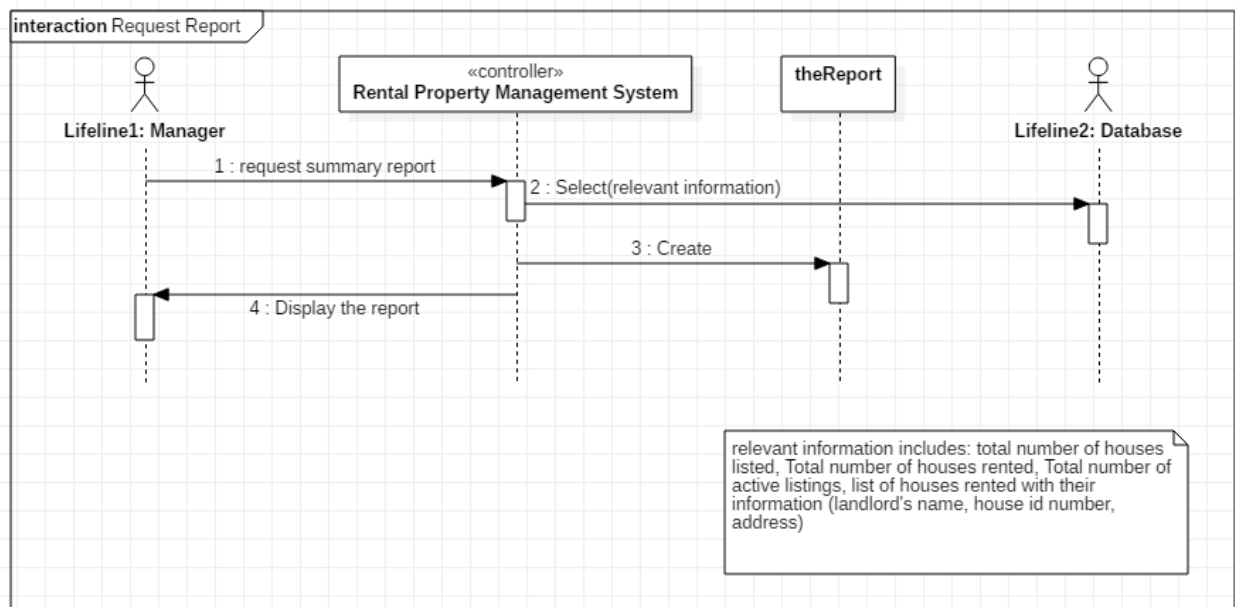 interaction Request Report
«controller»
Rental Property Management System
theReport
Lifeline1: Manager
Lifeline2: Database
1 : request summary report
2 : Select(relevant information)
3 : Create
4 : Display the report
relevant information includes: total number of houses
listed, Total number of houses rented, Total number of
active listings, list of houses rented with their
information (landlord's name, house id number,
address)